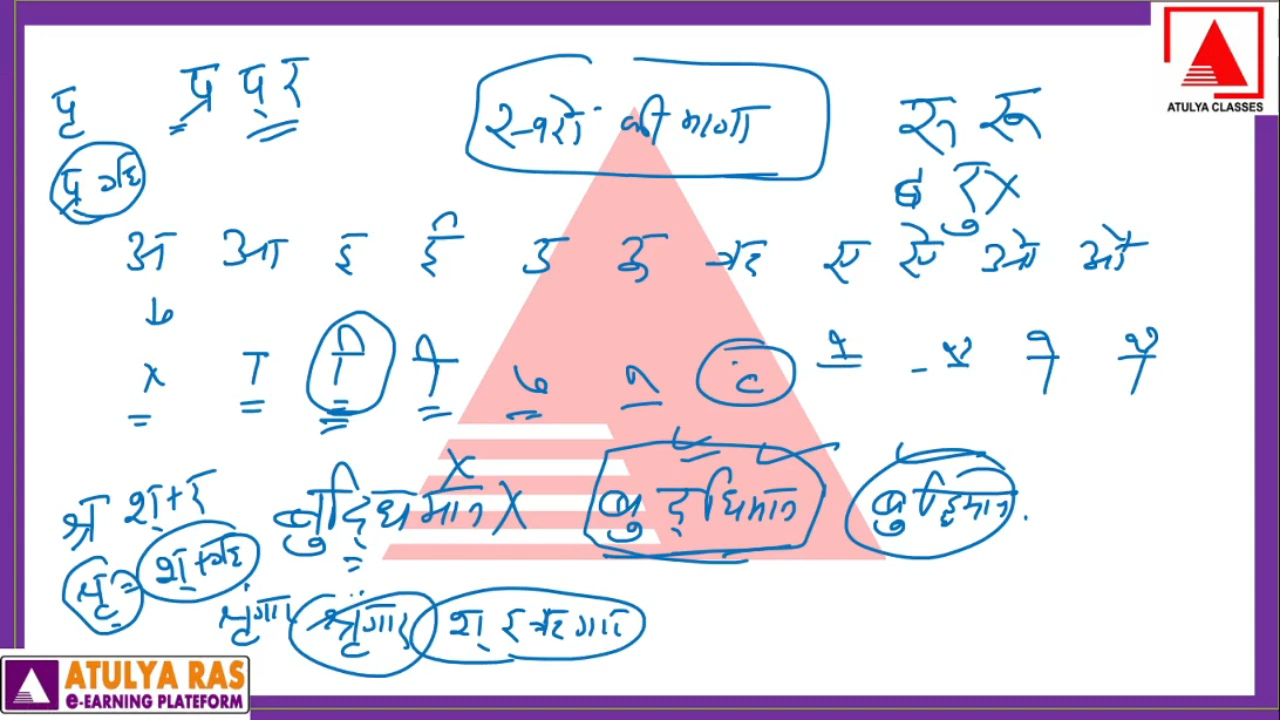 पृ प्र प् र
स्वरों की मात्रा
रु रू
प्र
ब र ×
ATULYA CLASSES
अ आ इ ई उ ऊ ऋ ए ऐ ओ औ
× ा ि ी ु ू ृ े ै ो ौ
श्र श्+र
बुद्धिमान × बुद्धिमान बुद्धिमान
शृ = श्+ऋ
शृंगार श्रृंगार श् र ऋ
ATULYA RAS
e-EARNING PLATEFORM